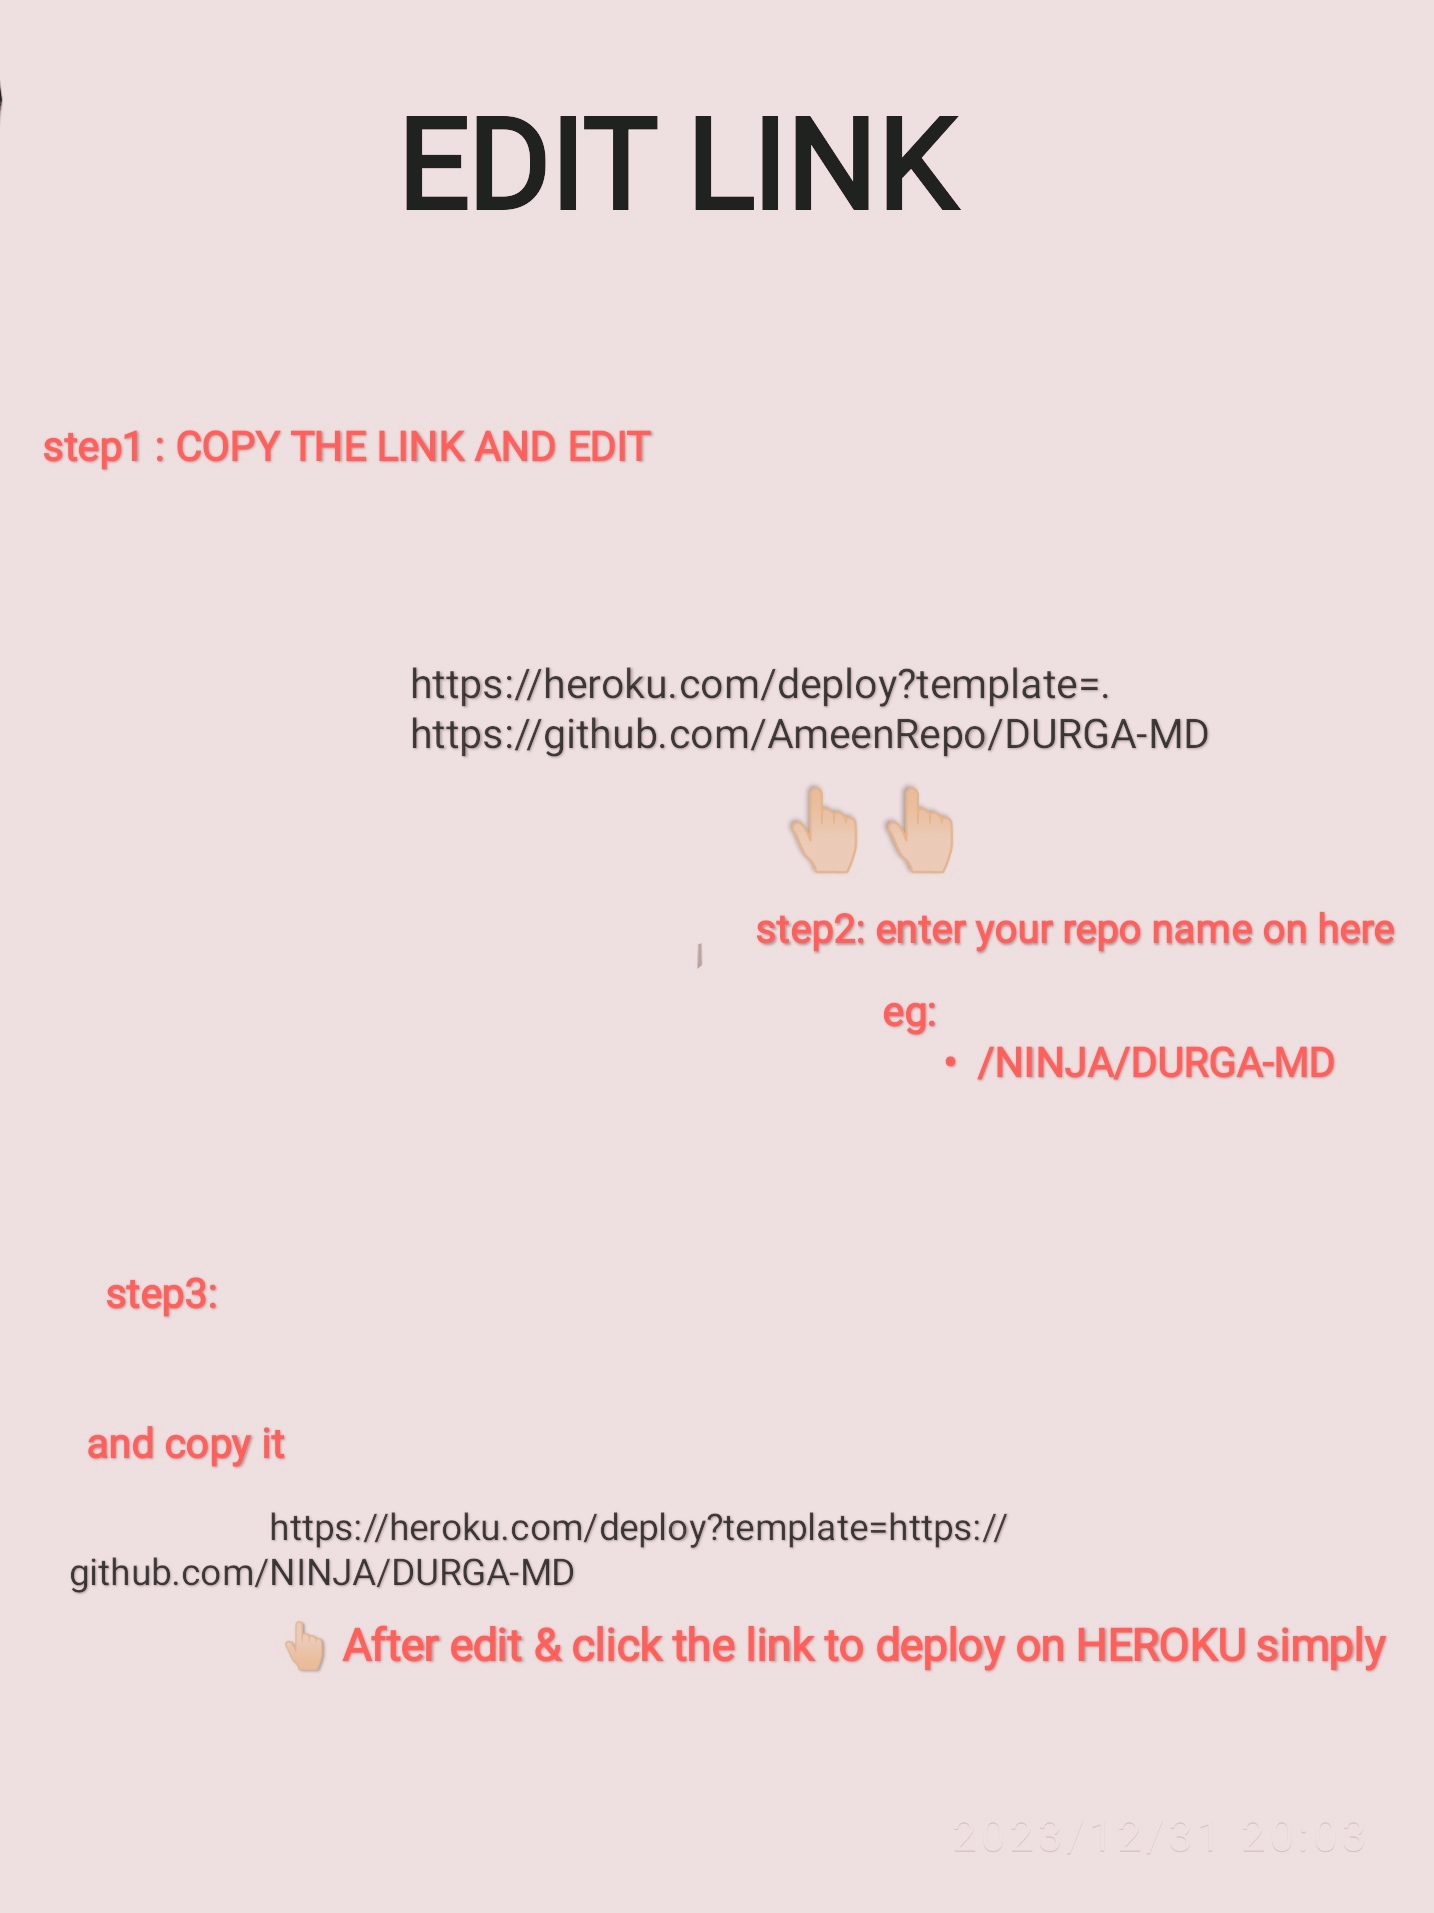 EDIT LINK
step1 : COPY THE LINK AND EDIT
https://heroku.com/deploy?template=.
https://github.com/AmeenRepo/DURGA-MD
👆🏻👆🏻
step2: enter your repo name on here
eg:
• /NINJA/DURGA-MD
step3:
and copy it
https://heroku.com/deploy?template=https://
github.com/NINJA/DURGA-MD
👆🏻 After edit & click the link to deploy on HEROKU simply
2023/12/31 20:03